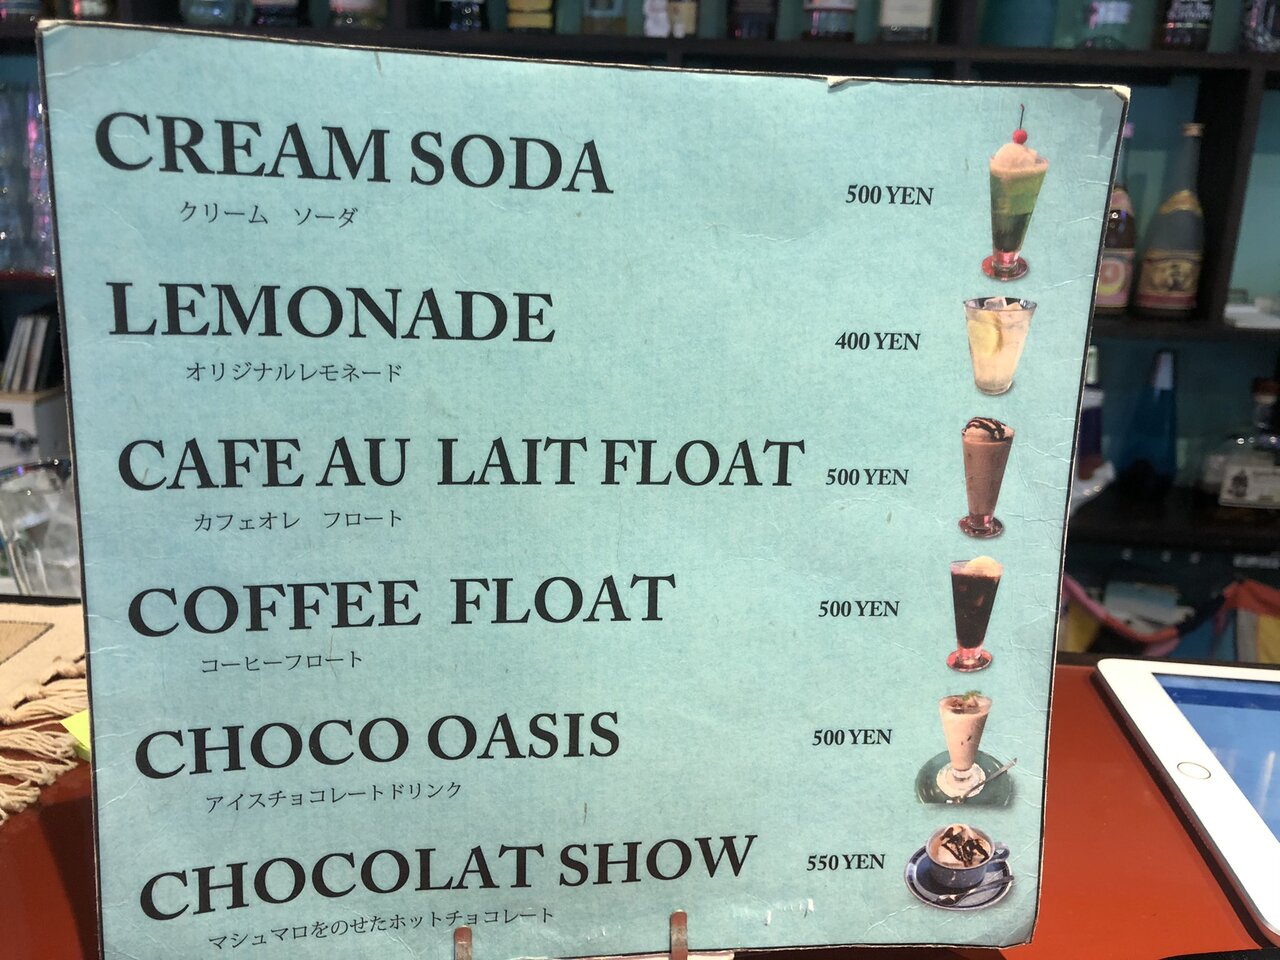 CREAM SODA 500 YEN
クリーム ソーダ
LEMONADE 400 YEN
オリジナルレモネード
CAFE AU LAIT FLOAT 500 YEN
カフェオレ フロート
COFFEE FLOAT 500 YEN
コーヒーフロート
CHOCO OASIS 500 YEN
アイスチョコレートドリンク
CHOCOLAT SHOW 550 YEN
マシュマロをのせたホットチョコレート